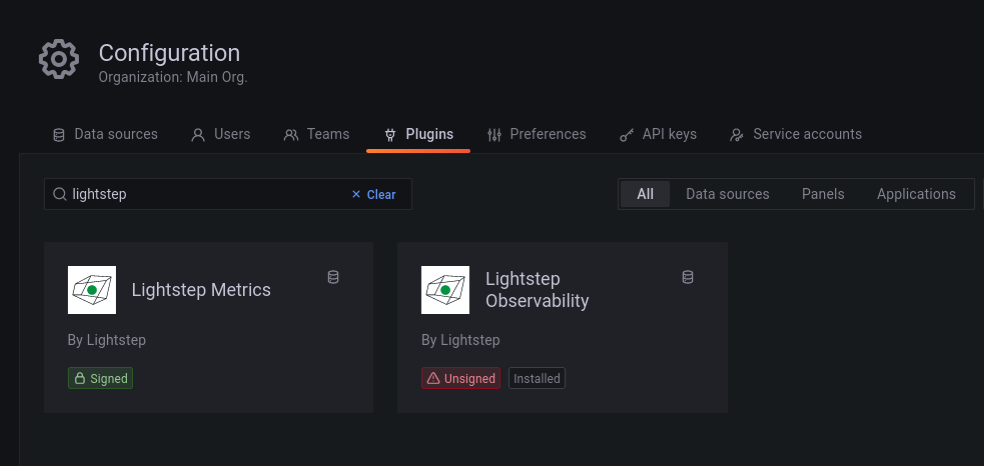 Configuration
Organization: Main Org.
Data sources Users Teams Plugins Preferences API keys Service accounts
lightstep Clear All Data sources Panels Applications
Lightstep Metrics
Lightstep
Observability
By Lightstep By Lightstep
Signed Unsigned Installed